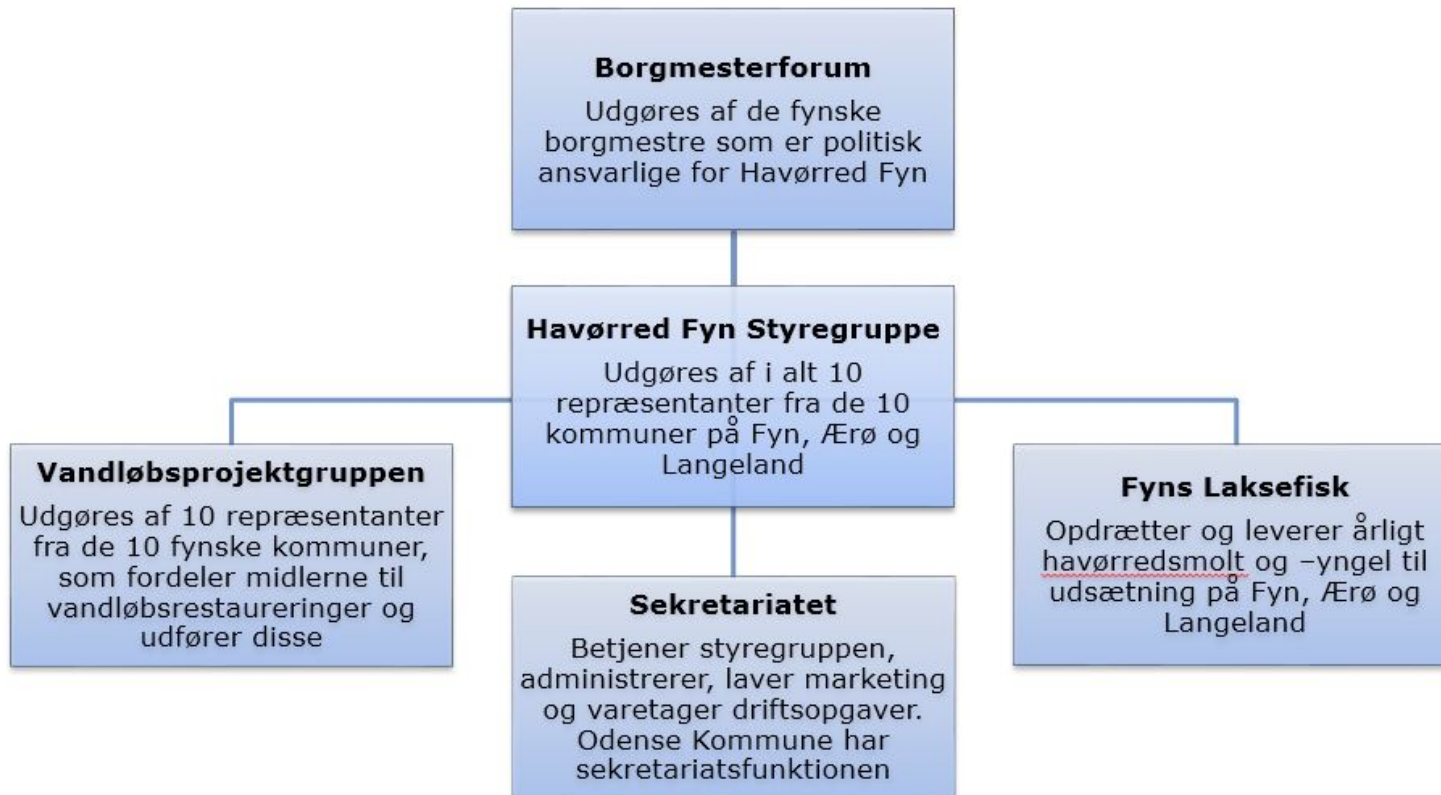 Borgmesterforum
Udgøres af de fynske
borgmestre som er politisk
ansvarlige for Havørred Fyn
Havørred Fyn Styregruppe
Udgøres af i alt 10
repræsentanter fra de 10
kommuner på Fyn, Ærø og
Langeland
Vandløbsprojektgruppen
Udgøres af 10 repræsentanter
fra de 10 fynske kommuner,
som fordeler midlerne til
vandløbsrestaureringer og
udfører disse
Sekretariatet
Betjener styregruppen,
administrerer, laver marketing
og varetager driftsopgaver.
Odense Kommune har
sekretariatsfunktionen
Fyns Laksefisk
Opdrætter og leverer årligt
havørredsmolt og –yngel til
udsætning på Fyn, Ærø og
Langeland